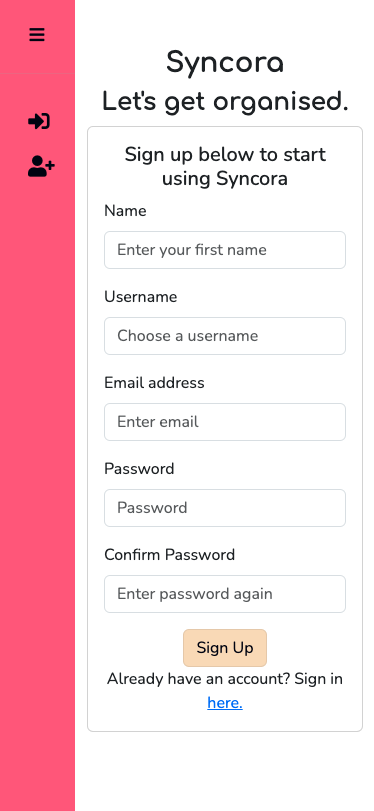 Syncora
Let's get organised.
Sign up below to start
using Syncora
Name
Enter your first name
Username
Choose a username
Email address
Enter email
Password
Password
Confirm Password
Enter password again
Sign Up
Already have an account? Sign in
here.